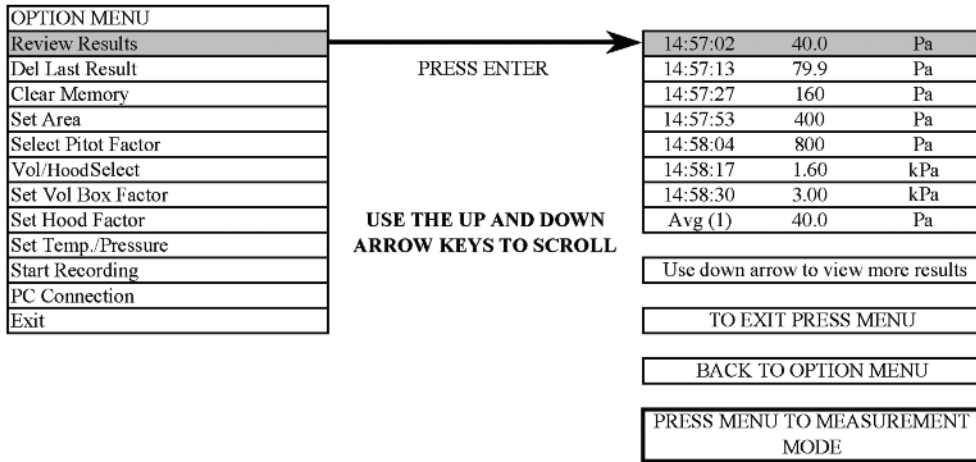 OPTION MENU
Review Results
Del Last Result
Clear Memory
Set Area
Select Pitot Factor
Vol/HoodSelect
Set Vol Box Factor
Set Hood Factor
Set Temp./Pressure
Start Recording
PC Connection
Exit
PRESS ENTER
USE THE UP AND DOWN
ARROW KEYS TO SCROLL
14:57:02 40.0 Pa
14:57:13 79.9 Pa
14:57:27 160 Pa
14:57:53 400 Pa
14:58:04 800 Pa
14:58:17 1.60 kPa
14:58:30 3.00 kPa
Avg (1) 40.0 Pa
Use down arrow to view more results
TO EXIT PRESS MENU
BACK TO OPTION MENU
PRESS MENU TO MEASUREMENT
MODE